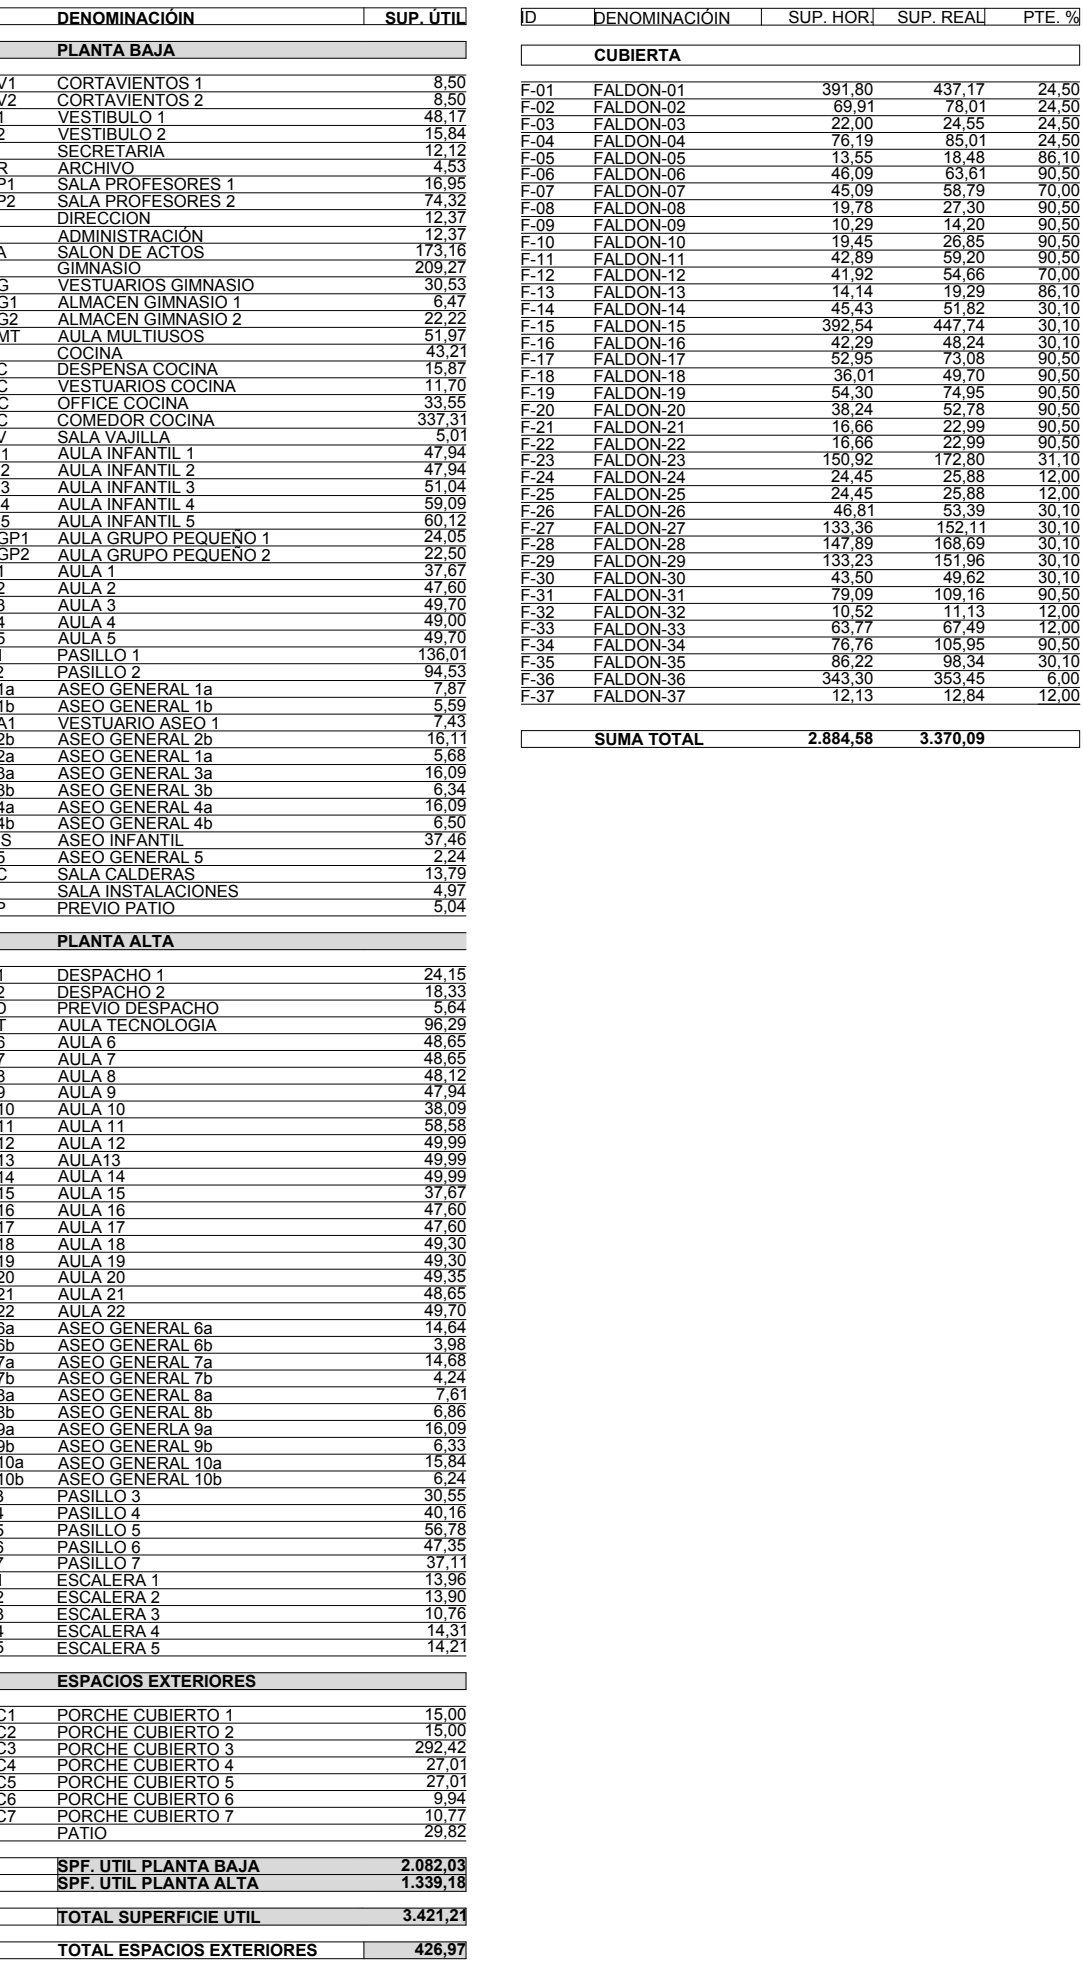 DENOMINACIÓIN SUP. ÚTIL
PLANTA BAJA
V1 CORTAVIENTOS 1 8,50
V2 CORTAVIENTOS 2 8,50
1 VESTIBULO 1 48,17
2 VESTIBULO 2 15,84
SECRETARIA 12,12
R ARCHIVO 4,53
P1 SALA PROFESORES 1 16,95
P2 SALA PROFESORES 2 74,32
DIRECCION 12,37
ADMINISTRACIÓN 12,37
A SALON DE ACTOS 173,16
GIMNASIO 209,27
G VESTUARIOS GIMNASIO 30,53
G1 ALMACEN GIMNASIO 1 6,47
G2 ALMACEN GIMNASIO 2 22,22
MT AULA MULTIUSOS 51,97
COCINA 43,21
C DESPENSA COCINA 15,87
C VESTUARIOS COCINA 11,70
C OFFICE COCINA 33,55
C COMEDOR COCINA 337,31
V SALA VAJILLA 5,01
1 AULA INFANTIL 1 47,94
2 AULA INFANTIL 2 47,94
3 AULA INFANTIL 3 51,04
4 AULA INFANTIL 4 59,09
5 AULA INFANTIL 5 60,12
GP1 AULA GRUPO PEQUEÑO 1 24,05
GP2 AULA GRUPO PEQUEÑO 2 22,50
1 AULA 1 37,67
2 AULA 2 47,60
3 AULA 3 49,70
4 AULA 4 49,00
5 AULA 5 49,70
1 PASILLO 1 136,01
2 PASILLO 2 94,53
1a ASEO GENERAL 1a 7,87
1b ASEO GENERAL 1b 5,59
A1 VESTUARIO ASEO 1 7,43
2b ASEO GENERAL 2b 16,11
2a ASEO GENERAL 1a 5,68
3a ASEO GENERAL 3a 16,09
3b ASEO GENERAL 3b 6,34
4a ASEO GENERAL 4a 16,09
4b ASEO GENERAL 4b 6,50
S ASEO INFANTIL 37,46
5 ASEO GENERAL 5 2,24
C SALA CALDERAS 13,79
SALA INSTALACIONES 4,97
P PREVIO PATIO 5,04
PLANTA ALTA
1 DESPACHO 1 24,15
2 DESPACHO 2 18,33
D PREVIO DESPACHO 5,64
T AULA TECNOLOGIA 96,29
6 AULA 6 48,65
7 AULA 7 48,65
8 AULA 8 48,12
9 AULA 9 47,94
10 AULA 10 38,09
11 AULA 11 58,58
12 AULA 12 49,99
13 AULA13 49,99
14 AULA 14 49,99
15 AULA 15 37,67
16 AULA 16 47,60
17 AULA 17 47,60
18 AULA 18 49,30
19 AULA 19 49,30
20 AULA 20 49,35
21 AULA 21 48,65
22 AULA 22 49,70
6a ASEO GENERAL 6a 14,64
6b ASEO GENERAL 6b 3,98
7a ASEO GENERAL 7a 14,68
7b ASEO GENERAL 7b 4,24
8a ASEO GENERAL 8a 7,61
8b ASEO GENERAL 8b 6,86
9a ASEO GENERLA 9a 16,09
9b ASEO GENERAL 9b 6,33
10a ASEO GENERAL 10a 15,84
10b ASEO GENERAL 10b 6,24
3 PASILLO 3 30,55
4 PASILLO 4 40,16
5 PASILLO 5 56,78
6 PASILLO 6 47,35
7 PASILLO 7 37,11
1 ESCALERA 1 13,96
2 ESCALERA 2 13,90
3 ESCALERA 3 10,76
4 ESCALERA 4 14,31
5 ESCALERA 5 14,21
ESPACIOS EXTERIORES
C1 PORCHE CUBIERTO 1 15,00
C2 PORCHE CUBIERTO 2 15,00
C3 PORCHE CUBIERTO 3 292,42
C4 PORCHE CUBIERTO 4 27,01
C5 PORCHE CUBIERTO 5 27,01
C6 PORCHE CUBIERTO 6 9,94
C7 PORCHE CUBIERTO 7 10,77
PATIO 29,82
SPF. UTIL PLANTA BAJA 2.082,03
SPF. UTIL PLANTA ALTA 1.339,18
TOTAL SUPERFICIE UTIL 3.421,21
TOTAL ESPACIOS EXTERIORES 426,97
ID DENOMINACIÓIN SUP. HOR. SUP. REAL PTE. %
CUBIERTA
F-01 FALDON-01 391,80 437,17 24,50
F-02 FALDON-02 69,91 78,01 24,50
F-03 FALDON-03 22,00 24,55 24,50
F-04 FALDON-04 76,19 85,01 24,50
F-05 FALDON-05 13,55 18,48 86,10
F-06 FALDON-06 46,09 63,61 90,50
F-07 FALDON-07 45,09 58,79 70,00
F-08 FALDON-08 19,78 27,30 90,50
F-09 FALDON-09 10,29 14,20 90,50
F-10 FALDON-10 19,45 26,85 90,50
F-11 FALDON-11 42,89 59,20 90,50
F-12 FALDON-12 41,92 54,66 70,00
F-13 FALDON-13 14,14 19,29 86,10
F-14 FALDON-14 45,43 51,82 30,10
F-15 FALDON-15 392,54 447,74 30,10
F-16 FALDON-16 42,29 48,24 30,10
F-17 FALDON-17 52,95 73,08 90,50
F-18 FALDON-18 36,01 49,70 90,50
F-19 FALDON-19 54,30 74,95 90,50
F-20 FALDON-20 38,24 52,78 90,50
F-21 FALDON-21 16,66 22,99 90,50
F-22 FALDON-22 16,66 22,99 90,50
F-23 FALDON-23 150,92 172,80 31,10
F-24 FALDON-24 24,45 25,88 12,00
F-25 FALDON-25 24,45 25,88 12,00
F-26 FALDON-26 46,81 53,39 30,10
F-27 FALDON-27 133,36 152,11 30,10
F-28 FALDON-28 147,89 168,69 30,10
F-29 FALDON-29 133,23 151,96 30,10
F-30 FALDON-30 43,50 49,62 30,10
F-31 FALDON-31 79,09 109,16 90,50
F-32 FALDON-32 10,52 11,13 12,00
F-33 FALDON-33 63,77 67,49 12,00
F-34 FALDON-34 76,76 105,95 90,50
F-35 FALDON-35 86,22 98,34 30,10
F-36 FALDON-36 343,30 353,45 6,00
F-37 FALDON-37 12,13 12,84 12,00
SUMA TOTAL 2.884,58 3.370,09